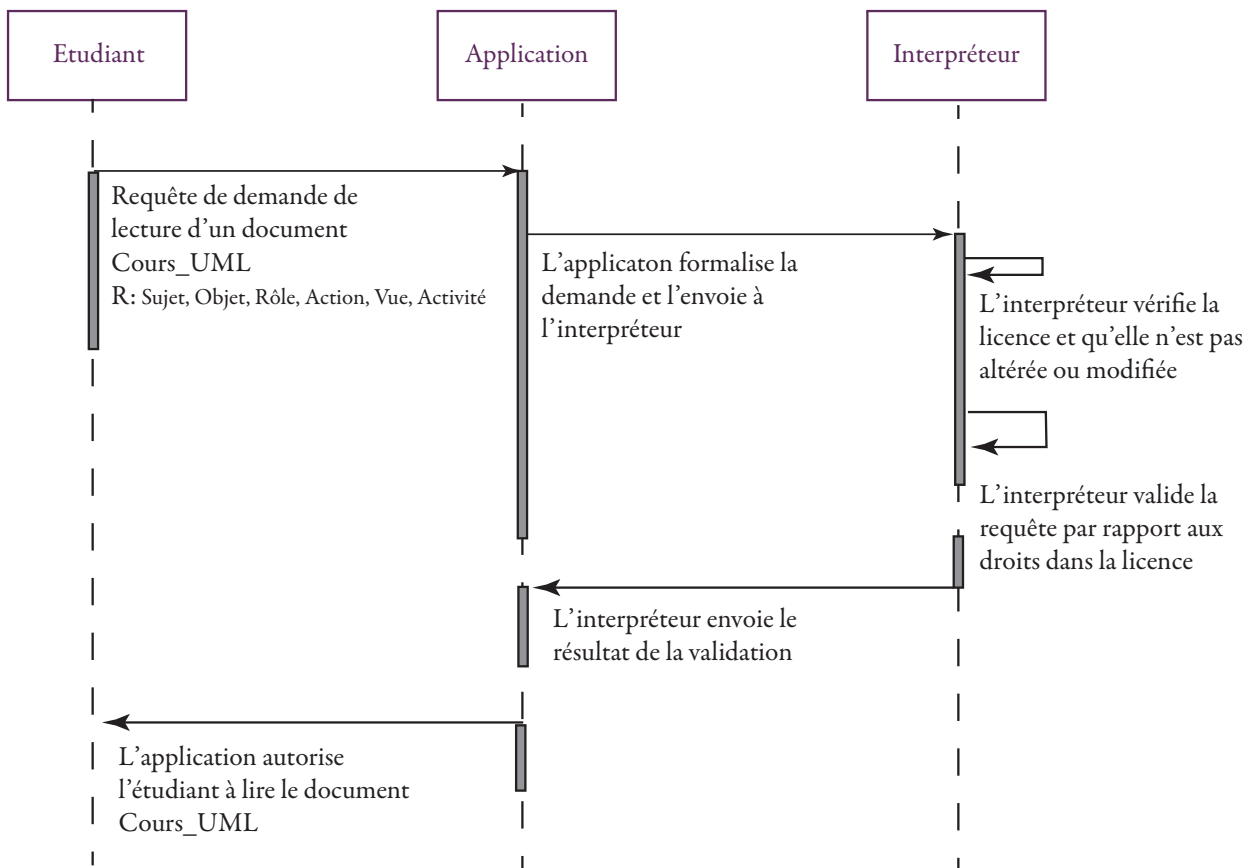 Etudiant
Application
Interpréteur
Requête de demande de
lecture d'un document
Cours_UML
R: Sujet, Objet, Rôle, Action, Vue, Activité
L'applicaton formalise la
demande et l'envoie à
l'interpréteur
L'interpréteur vérifie la
licence et qu'elle n'est pas
altérée ou modifiée
L'interpréteur valide la
requête par rapport aux
droits dans la licence
L'interpréteur envoie le
résultat de la validation
L'application autorise
l'étudiant à lire le document
Cours_UML